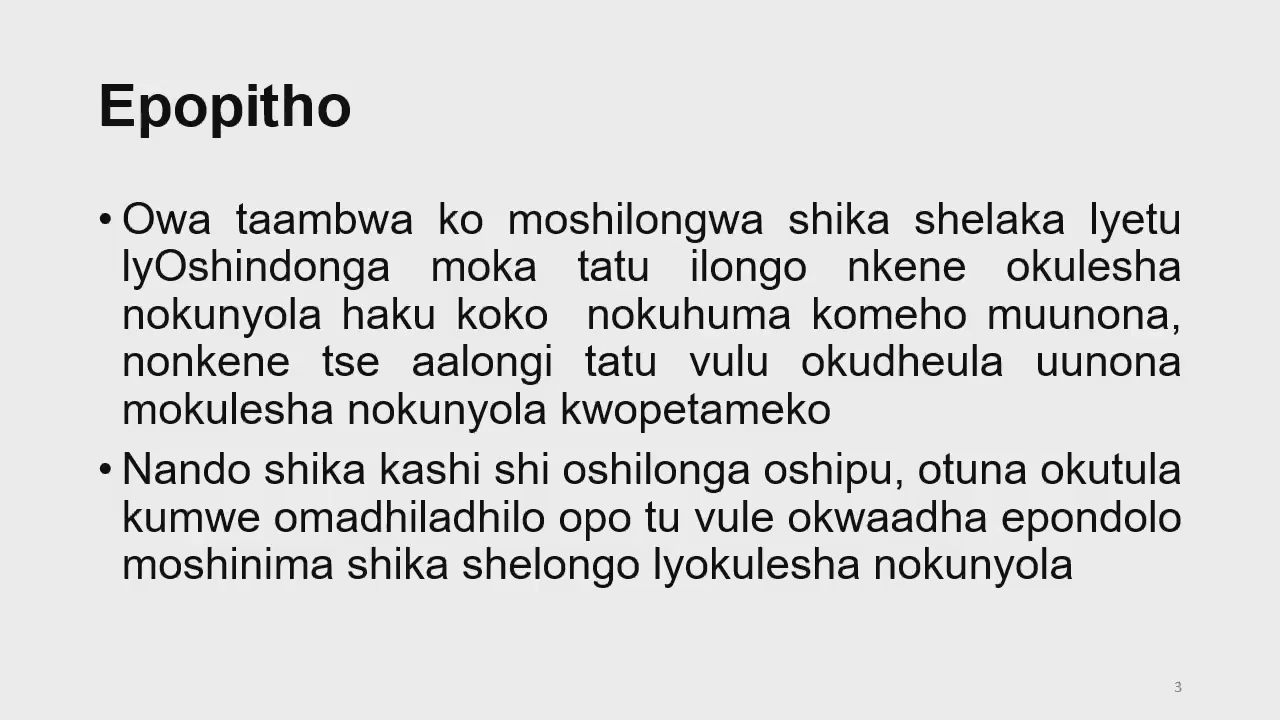 Epopitho
• Owa taambwa ko moshilongwa shika shelaka lyetu
lyOshindonga moka tatu ilongo nkene okulesha
nokunyola haku koko nokuhuma komeho muunona,
nonkene tse aalongi tatu vulu okudheula uunona
mokulesha nokunyola kwopetameko
• Nando shika kashi shi oshilonga oshipu, otuna okutula
kumwe omadhiladhilo opo tu vule okwaadha epondolo
moshinima shika shelongo lyokulesha nokunyola
3